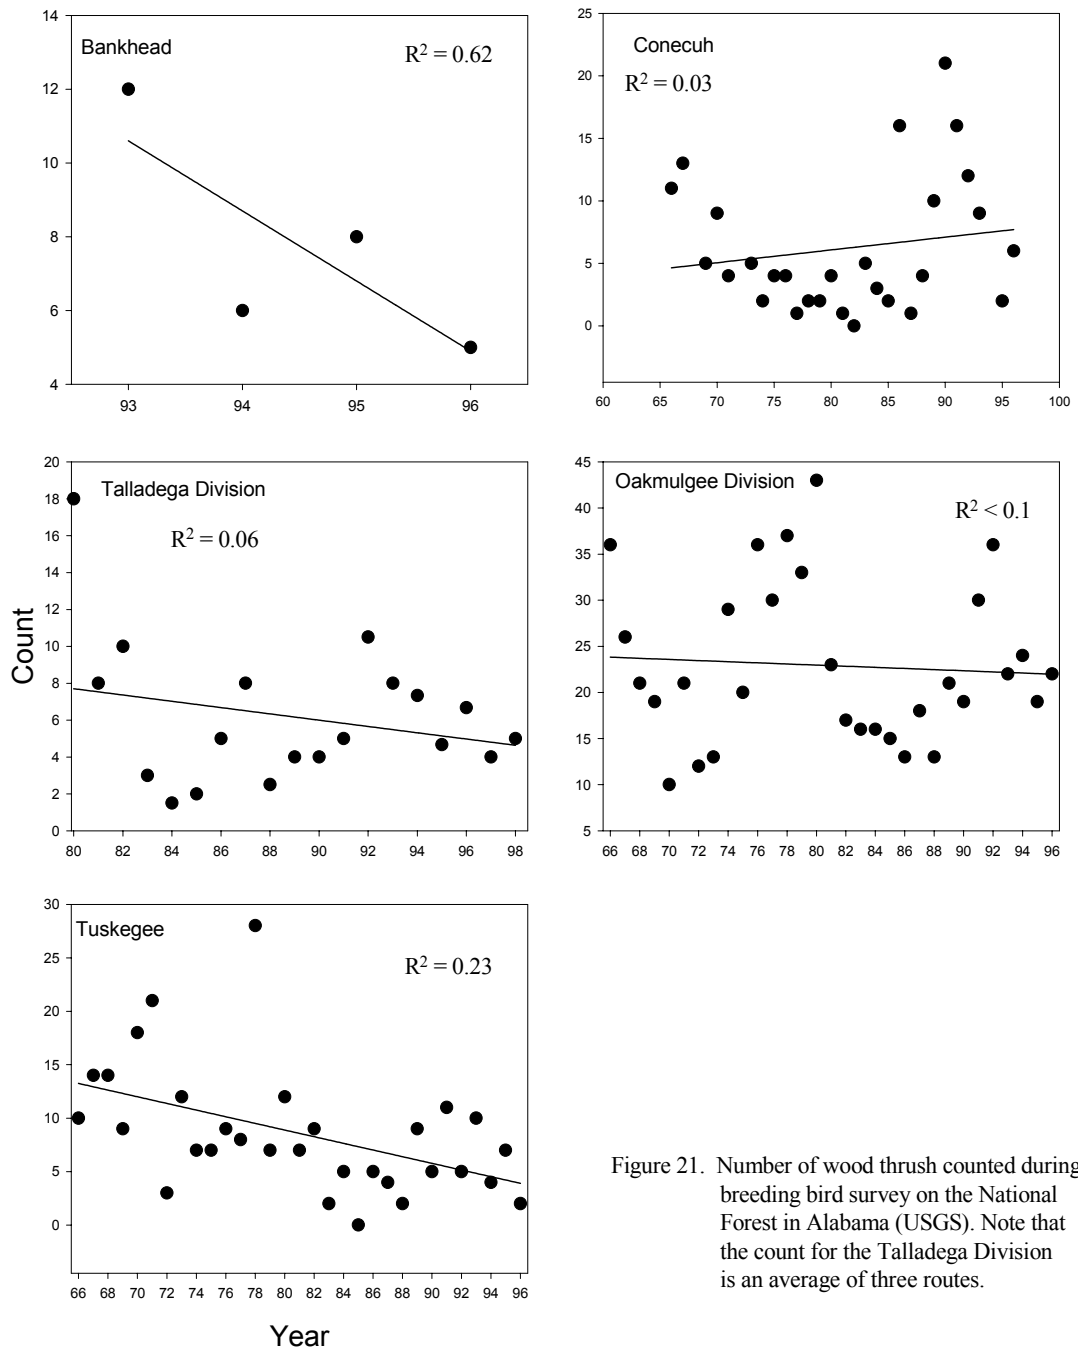 Bankhead
R² = 0.62
14
12
10
8
6
4
93 94 95 96
Conecuh
R² = 0.03
25
20
15
10
5
0
60 65 70 75 80 85 90 95 100
Talladega Division
R² = 0.06
20
18
16
14
12
10
8
6
4
2
0
80 82 84 86 88 90 92 94 96 98
Count
Oakmulgee Division
R² < 0.1
45
40
35
30
25
20
15
10
5
66 68 70 72 74 76 78 80 82 84 86 88 90 92 94 96
Tuskegee
R² = 0.23
30
25
20
15
10
5
0
66 68 70 72 74 76 78 80 82 84 86 88 90 92 94 96
Year
Figure 21. Number of wood thrush counted during
breeding bird survey on the National
Forest in Alabama (USGS). Note that
the count for the Talladega Division
is an average of three routes.